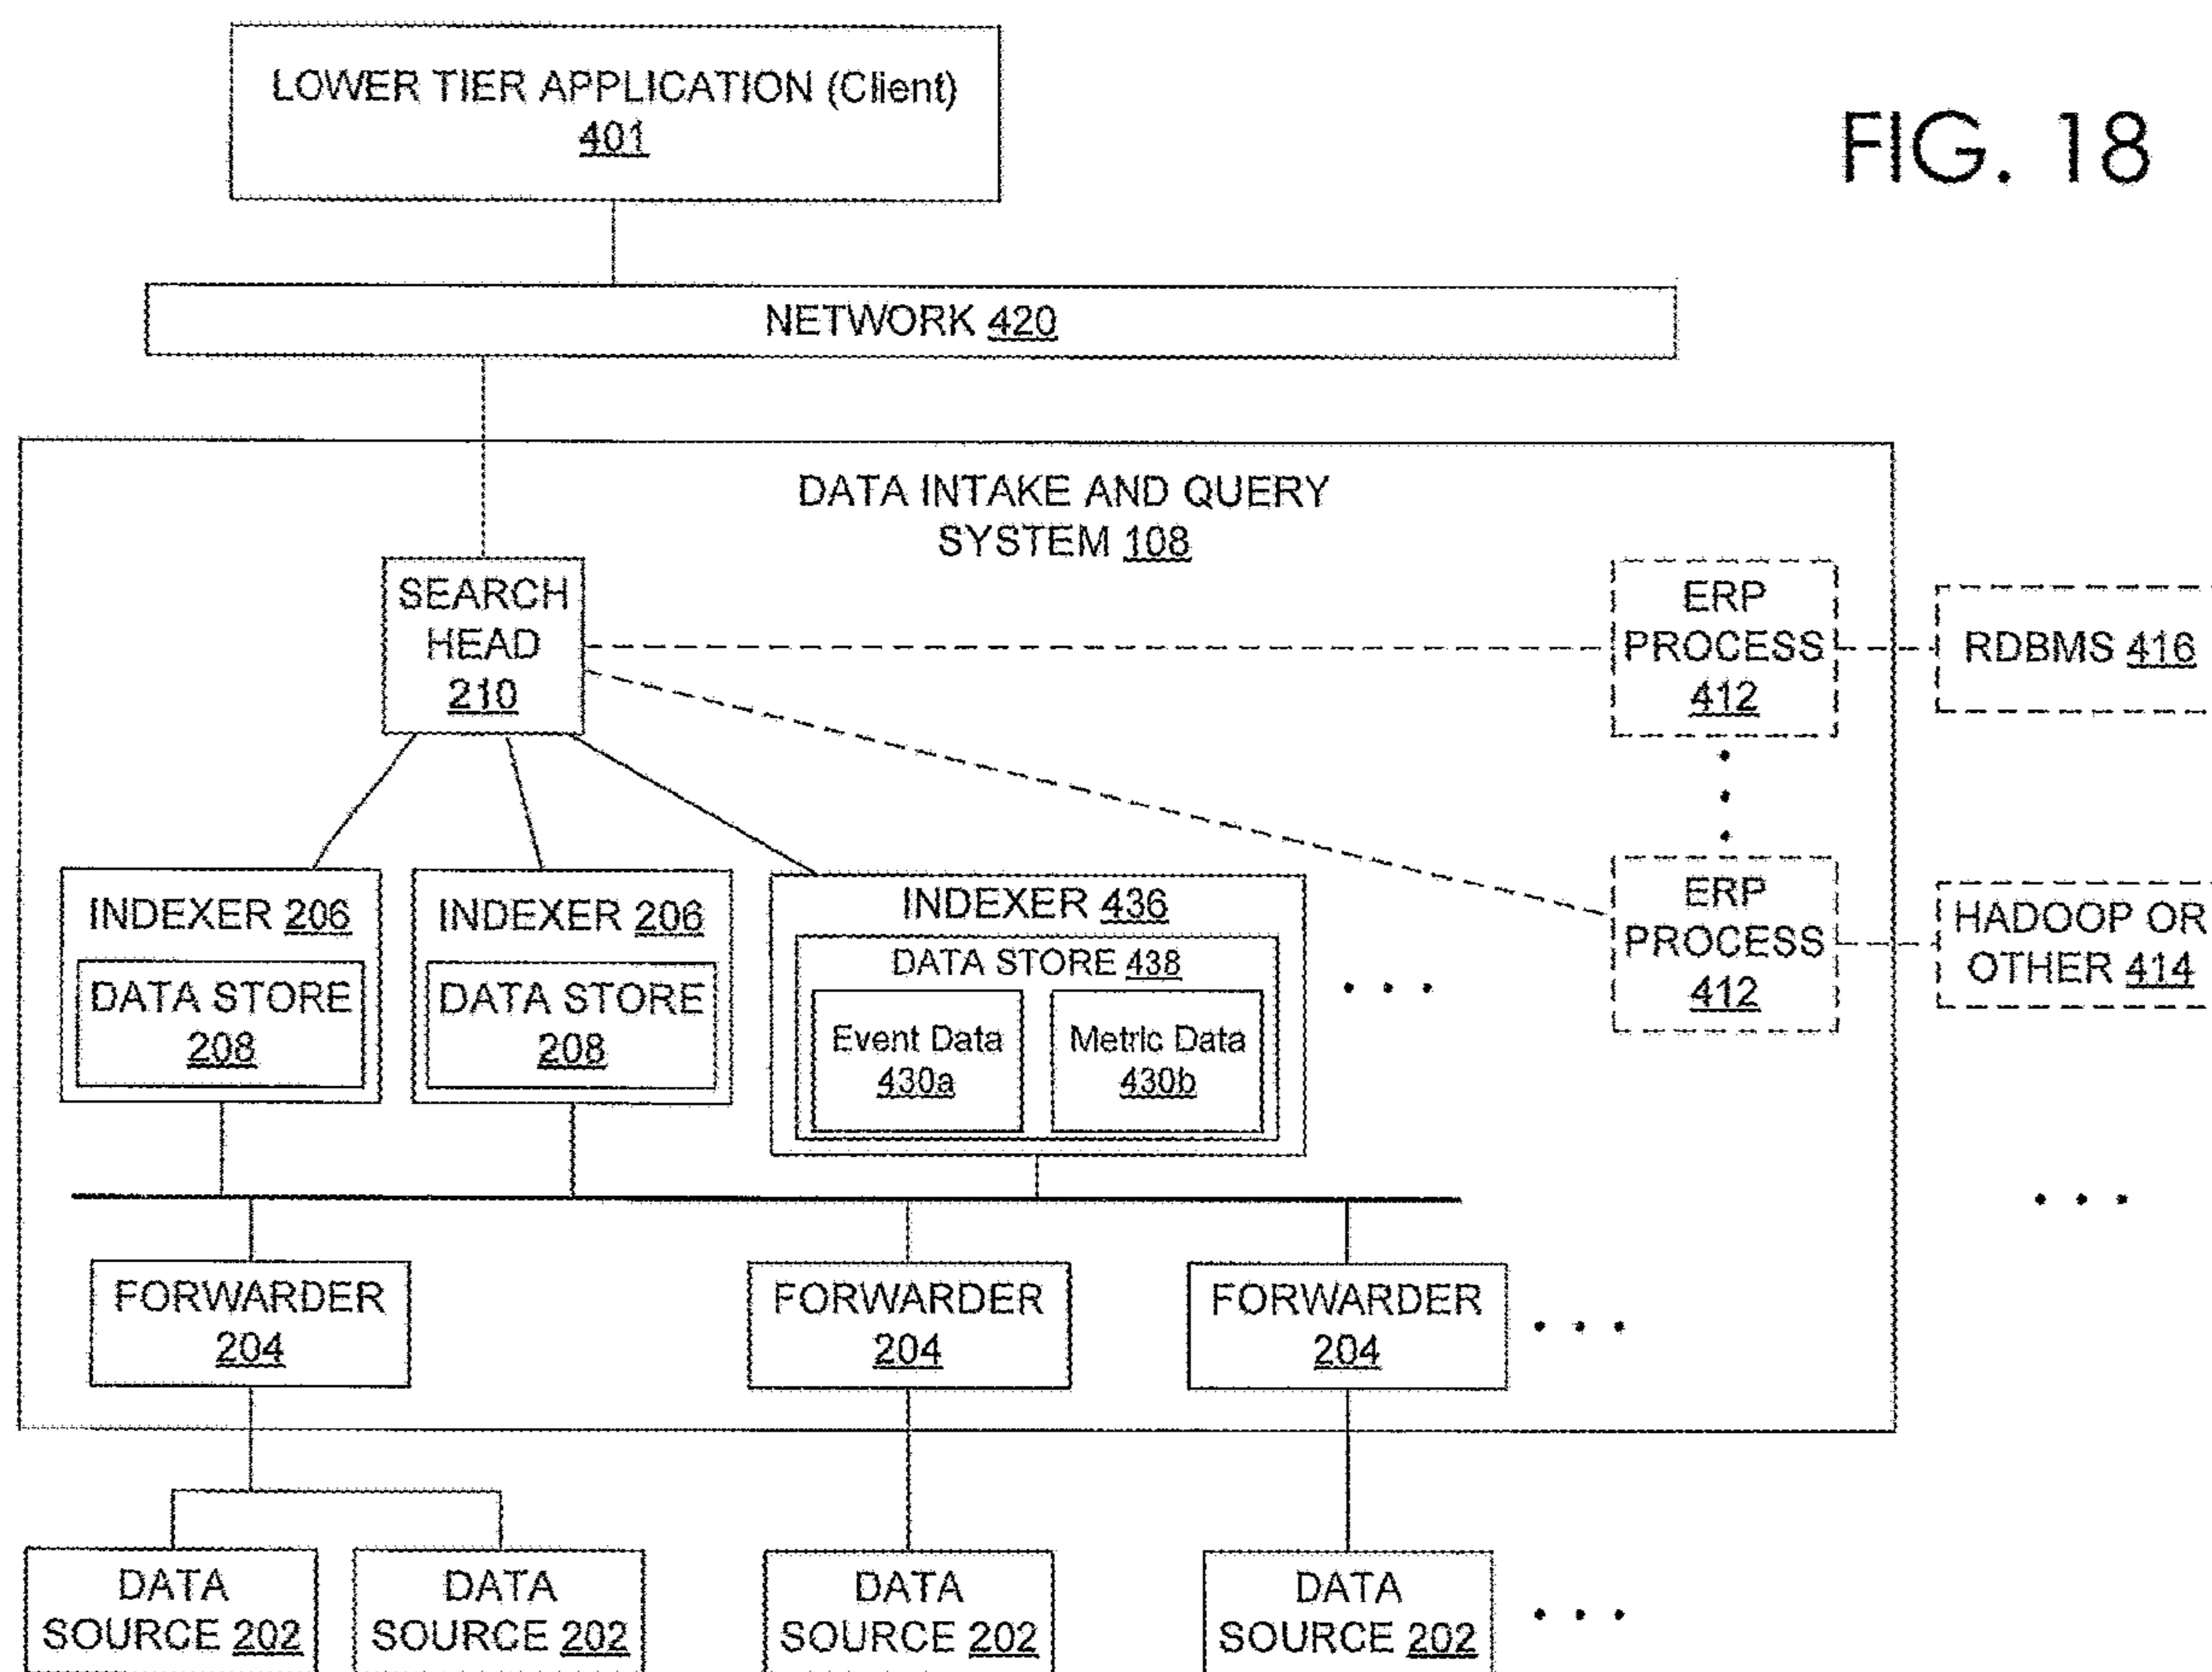 LOWER TIER APPLICATION (Client)
401
FIG. 18
NETWORK 420
DATA INTAKE AND QUERY
SYSTEM 108
SEARCH
HEAD
210
ERP
PROCESS
412
RDBMS 416
INDEXER 206
DATA STORE
208
INDEXER 206
DATA STORE
208
INDEXER 436
DATA STORE 438
Event Data
430a
Metric Data
430b
. . .
ERP
PROCESS
412
HADOOP OR
OTHER 414
. . .
FORWARDER
204
FORWARDER
204
FORWARDER
204
. . .
DATA
SOURCE 202
DATA
SOURCE 202
DATA
SOURCE 202
DATA
SOURCE 202
. . .